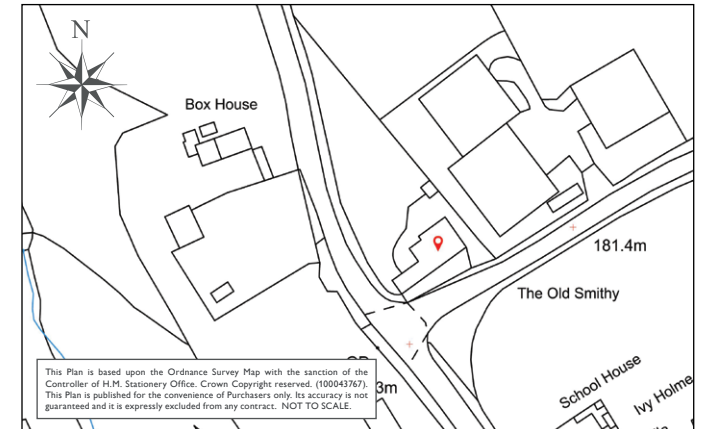 N
Box House
181.4m
The Old Smithy
School House
Ivy Holme
3m
This Plan is based upon the Ordnance Survey Map with the sanction of the
Controller of H.M. Stationery Office. Crown Copyright reserved. (100043767).
This Plan is published for the convenience of Purchasers only. Its accuracy is not
guaranteed and it is expressly excluded from any contract. NOT TO SCALE.